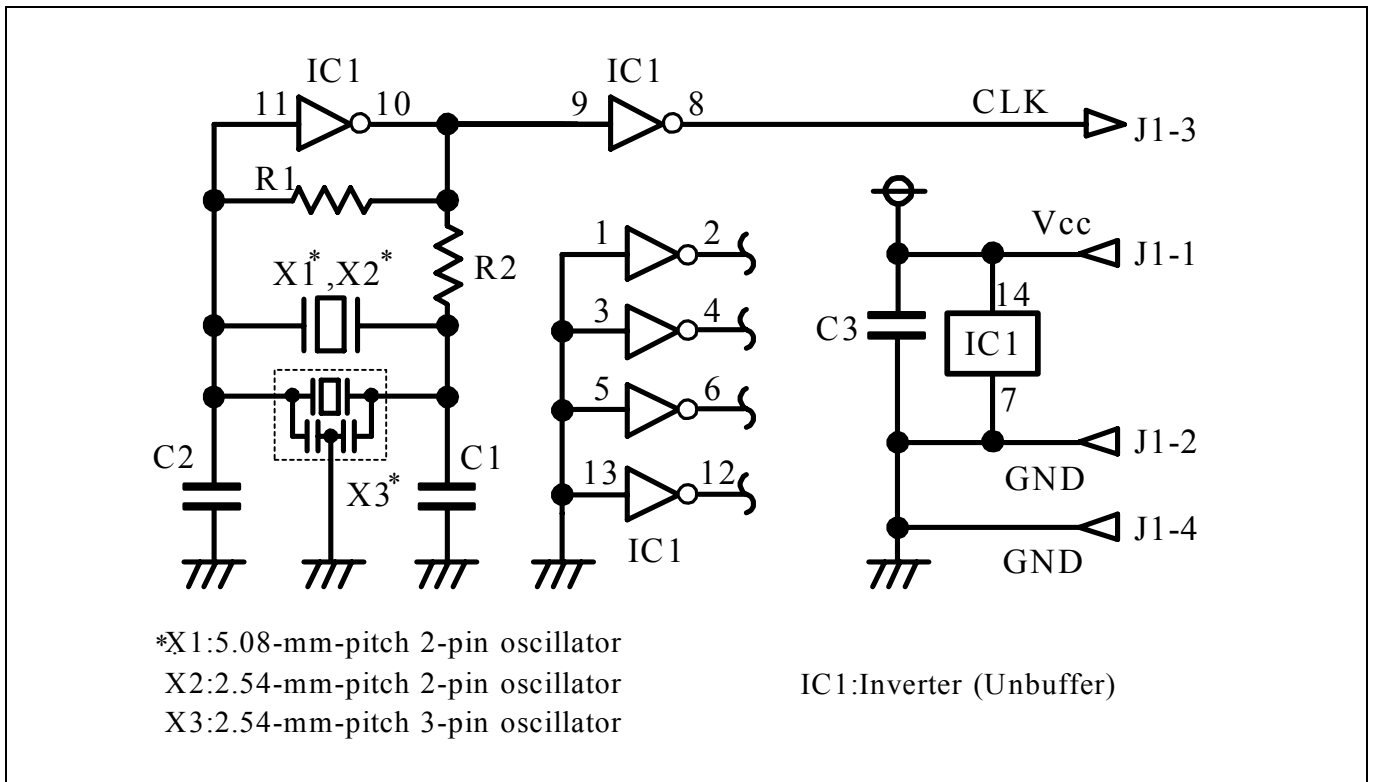 IC1
IC1
11 10 9 8 CLK
J1-3
R1
Vcc
1 2
J1-1
R2
X1*,X2*
14
3 4
C3
IC1
5 6
7
C2 C1
J1-2
13 12
X3*
GND
J1-4
IC1
GND
*X1:5.08-mm-pitch 2-pin oscillator
X2:2.54-mm-pitch 2-pin oscillator
IC1:Inverter (Unbuffer)
X3:2.54-mm-pitch 3-pin oscillator